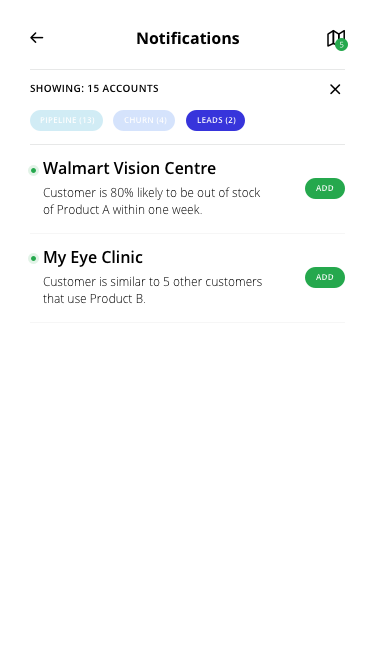 Notifications
5
SHOWING: 15 ACCOUNTS
PIPELINE (13) CHURN (4) LEADS (2)
Walmart Vision Centre
Customer is 80% likely to be out of stock
of Product A within one week.
ADD
My Eye Clinic
Customer is similar to 5 other customers
that use Product B.
ADD